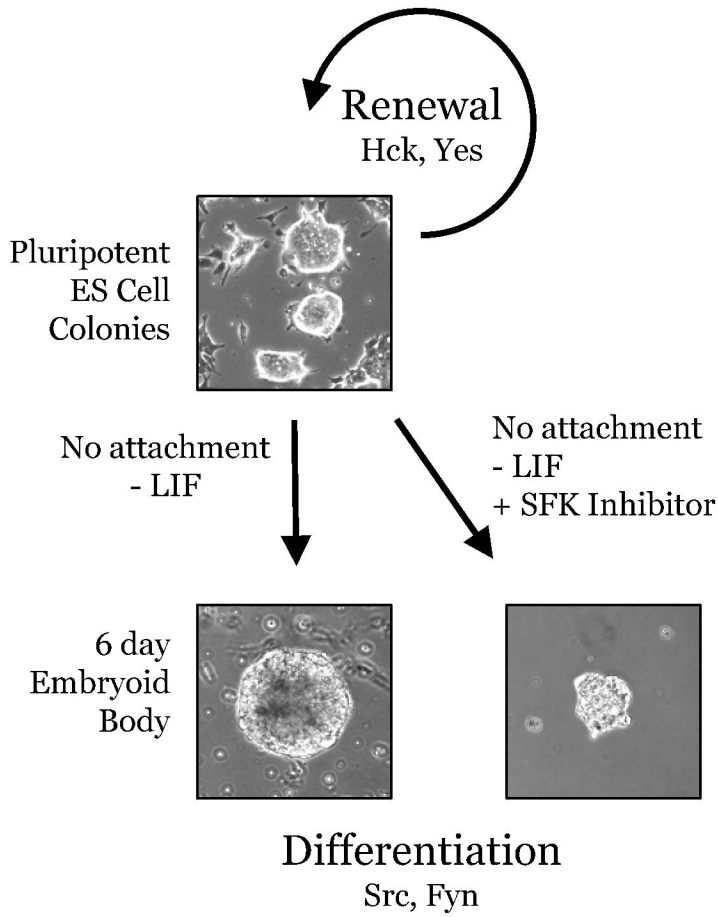 Renewal
Hck, Yes
Pluripotent
ES Cell
Colonies
No attachment
- LIF
No attachment
- LIF
+ SFK Inhibitor
6 day
Embryoid
Body
Differentiation
Src, Fyn